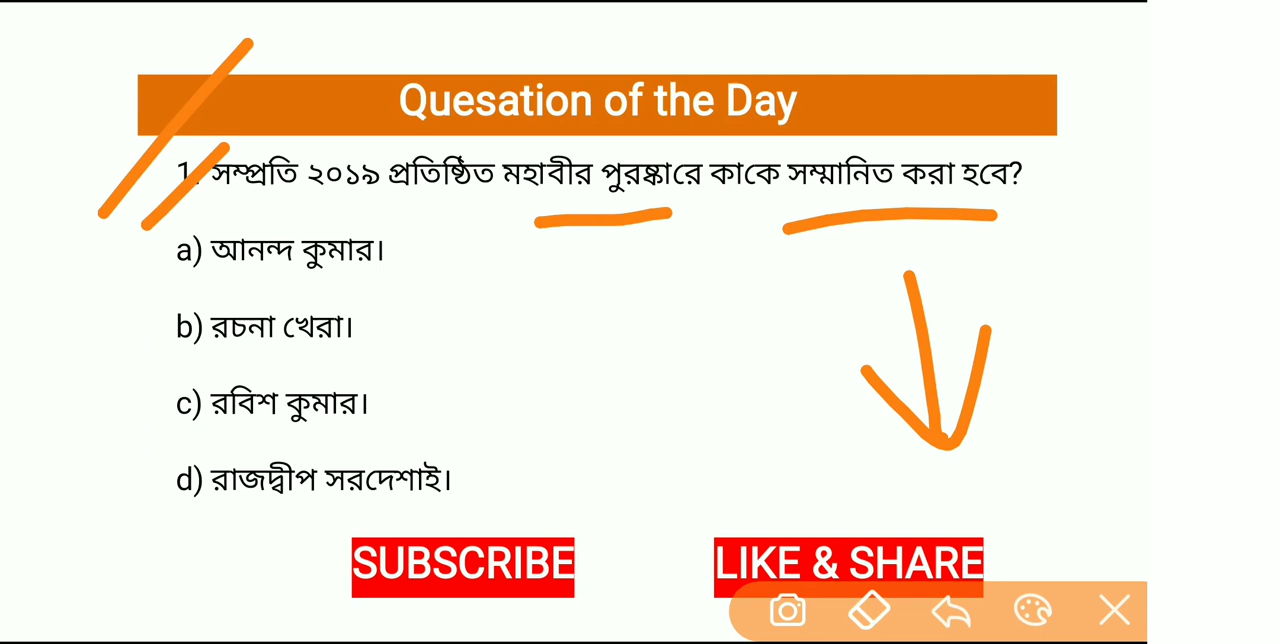 Quesation of the Day
1. সম্প্রতি ২০১৯ প্রতিষ্ঠিত মহাবীর পুরষ্কারে কাকে সম্মানিত করা হবে?
a) আনন্দ কুমার।
b) রচনা খেরা।
c) রবিশ কুমার।
d) রাজদ্বীপ সরদেশাই।
SUBSCRIBE LIKE & SHARE